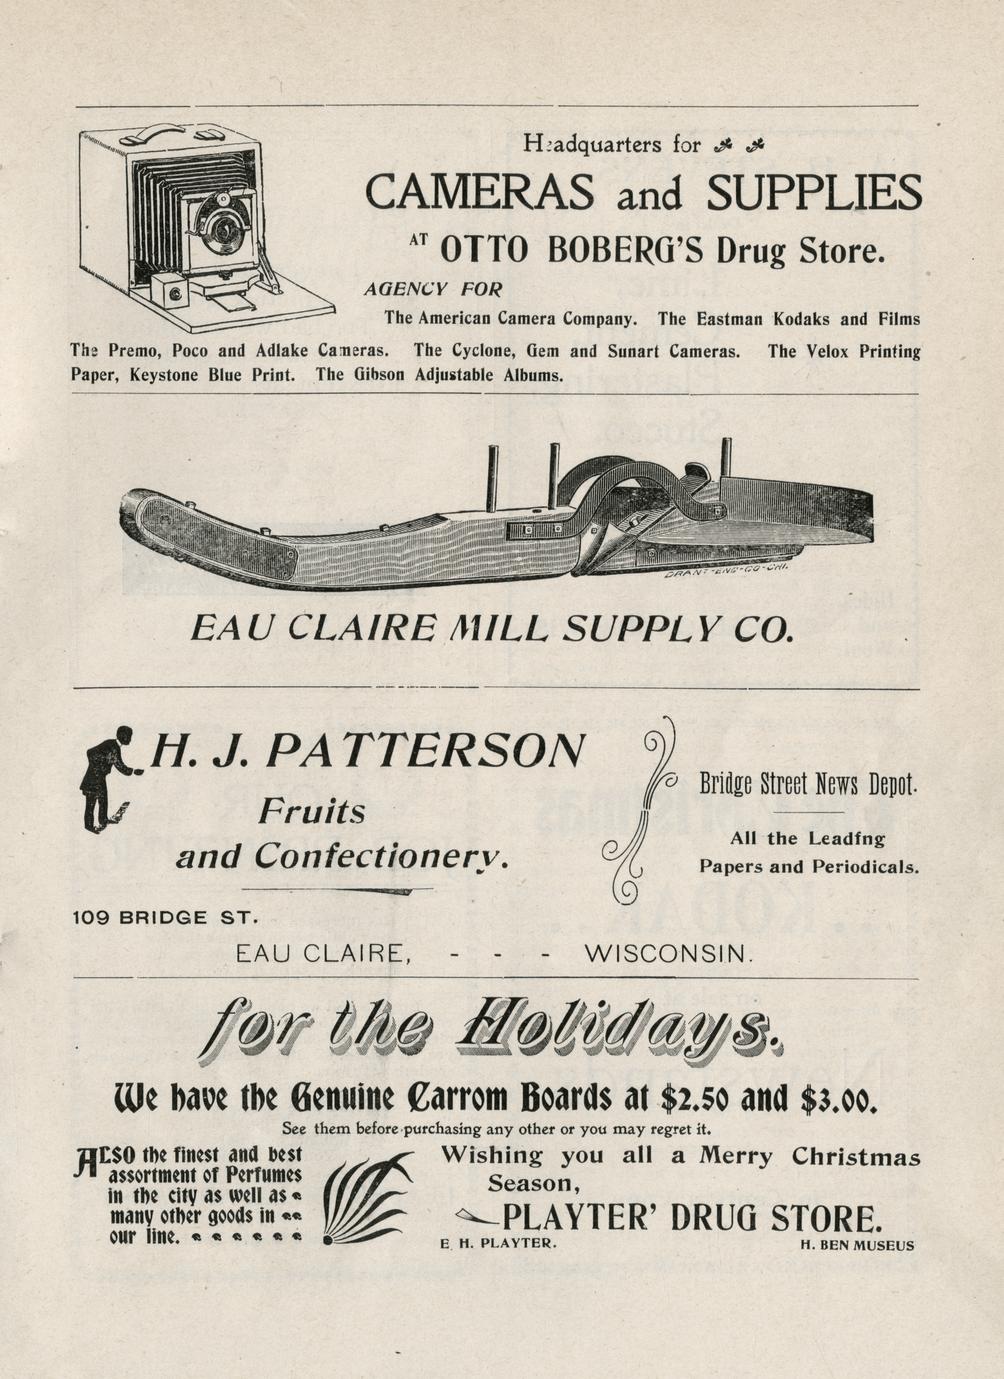 Headquarters for
CAMERAS and SUPPLIES
AT OTTO BOBERG'S Drug Store.
AGENCY FOR
The American Camera Company. The Eastman Kodaks and Films
The Premo, Poco and Adlake Cameras. The Cyclone, Gem and Sunart Cameras. The Velox Printing
Paper, Keystone Blue Print. The Gibson Adjustable Albums.
EAU CLAIRE MILL SUPPLY CO.
H. J. PATTERSON
Fruits
and Confectionery.
109 BRIDGE ST.
Bridge Street News Depot.
All the Leadfng
Papers and Periodicals.
EAU CLAIRE, - - - WISCONSIN.
for the Holidays.
We have the Genuine Carrom Boards at $2.50 and $3.00.
See them before purchasing any other or you may regret it.
ALSO the finest and best
assortment of Perfumes
in the city as well as
many other goods in
our line.
Wishing you all a Merry Christmas
Season,
PLAYTER' DRUG STORE.
E. H. PLAYTER. H. BEN MUSEUS